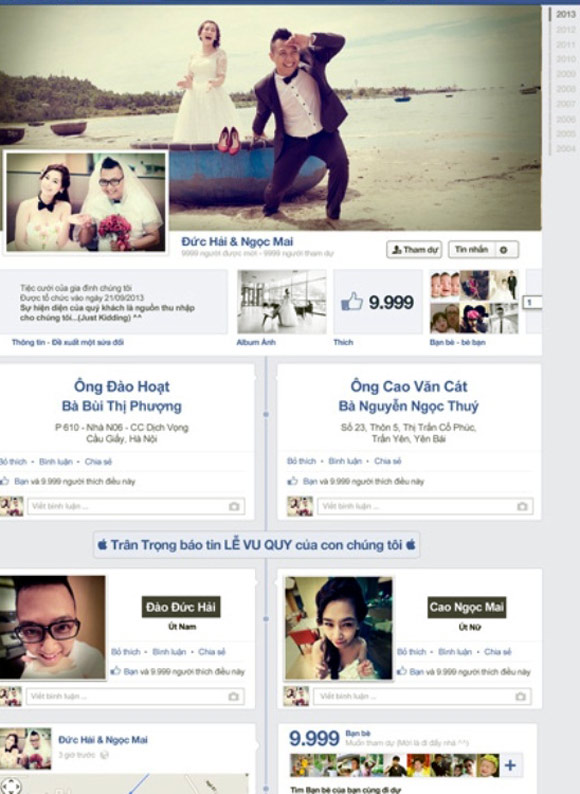 2013
2012
2011
2010
2009
2008
2007
2006
2005
2004
Đức Hải & Ngọc Mai
9999 người được mời - 9999 người tham dự
Tham dự
Tin nhắn
Tiệc cưới của gia đình chúng tôi
Được tổ chức vào ngày 21/09/2013
Sự hiện diện của quý khách là nguồn thu nhập
cho chúng tôi...(Just Kidding) ^^
9.999
1
Thông tin - Đề xuất một sửa đổi
Album Ảnh
Thích
Bạn bè - bè bạn
Ông Đào Hoạt
Bà Bùi Thị Phượng
P 610 - Nhà N06 - CC Dịch Vọng
Cầu Giấy, Hà Nội
Bỏ thích • Bình luận • Chia sẻ
Bạn và 9.999 người thích điều này
Viết bình luận ...
Ông Cao Văn Cát
Bà Nguyễn Ngọc Thuý
Số 23, Thôn 5, Thị Trấn Cổ Phúc,
Trấn Yên, Yên Bái
Bỏ thích • Bình luận • Chia sẻ
Bạn và 9.999 người thích điều này
Viết bình luận ...
Trân Trọng báo tin LỄ VU QUY của con chúng tôi
Đào Đức Hải
Út Nam
Bỏ thích • Bình luận • Chia sẻ
Bạn và 9.999 người thích điều này
Viết bình luận ...
Cao Ngọc Mai
Út Nữ
Bỏ thích • Bình luận • Chia sẻ
Bạn và 9.999 người thích điều này
Viết bình luận ...
Đức Hải & Ngọc Mai
3 giờ trước
9.999
Bạn bè
Muốn tham dự (Mời là đi đấy nha ^^)
+
Tìm Bạn bè của bạn cùng đi dự